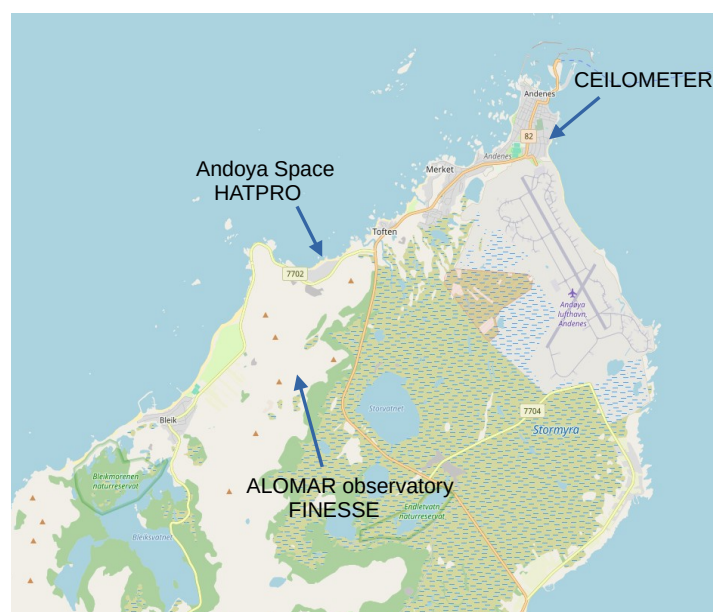 CEILOMETER
Andenes
82
Andenes
Merket
Andoya Space
HATPRO
Toften
7702
Andøya
lufthavn,
Andenes
Storvatnet
7704
Bleik
Stormyra
Bleikmorenen
naturreservat
ALOMAR observatory
FINESSE
Endletvatn
naturreservat
Bleiksvatnet